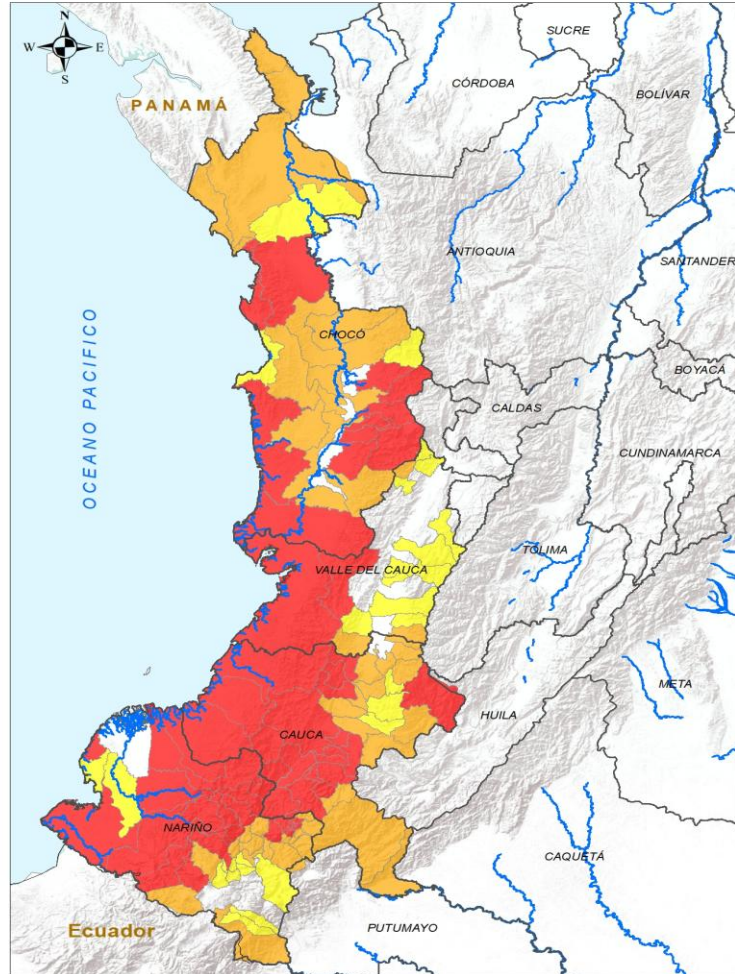 N
W E
S
SUCRE
CÓRDOBA
BOLÍVAR
PANAMÁ
ANTIOQUIA
SANTANDER
CHOCÓ
BOYACÁ
CALDAS
CUNDINAMARCA
OCEANO PACIFICO
TOLIMA
VALLE DEL CAUCA
META
HUILA
CAUCA
NARIÑO
CAQUETÁ
Ecuador
PUTUMAYO